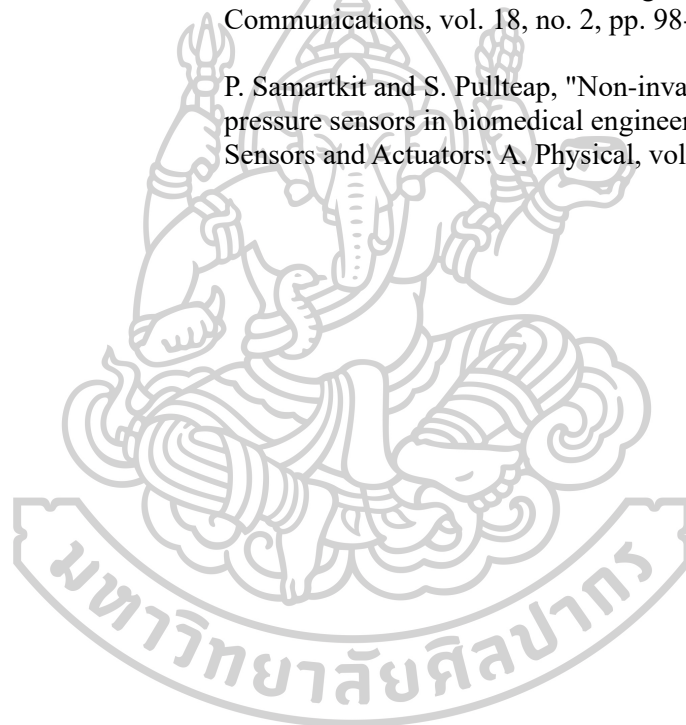 Communications, vol. 18, no. 2, pp. 98-
P. Samartkit and S. Pullteap, "Non-inva
pressure sensors in biomedical engineer
Sensors and Actuators: A. Physical, vol
มหาวิทยาลัยศิลปากร